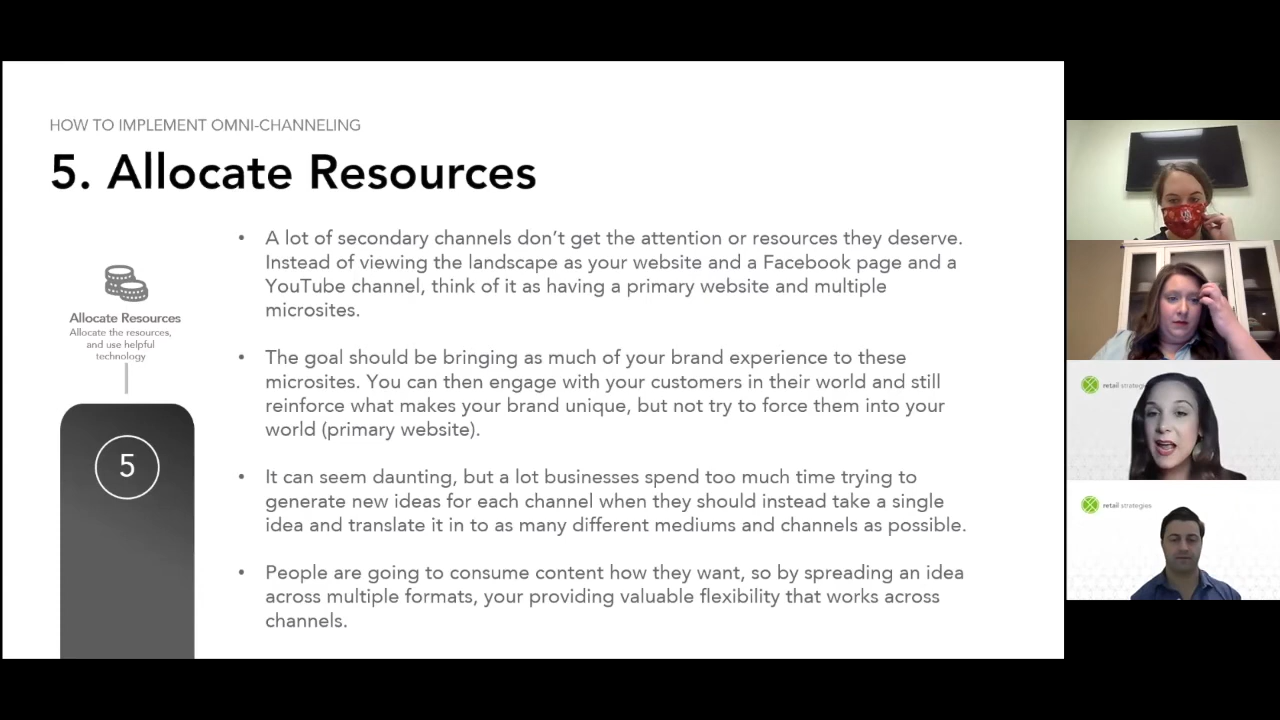 HOW TO IMPLEMENT OMNI-CHANNELING
5. Allocate Resources
Allocate Resources
Allocate the resources,
and use helpful
technology
5
• A lot of secondary channels don’t get the attention or resources they deserve.
Instead of viewing the landscape as your website and a Facebook page and a
YouTube channel, think of it as having a primary website and multiple
microsites.
• The goal should be bringing as much of your brand experience to these
microsites. You can then engage with your customers in their world and still
reinforce what makes your brand unique, but not try to force them into your
world (primary website).
• It can seem daunting, but a lot businesses spend too much time trying to
generate new ideas for each channel when they should instead take a single
idea and translate it in to as many different mediums and channels as possible.
• People are going to consume content how they want, so by spreading an idea
across multiple formats, your providing valuable flexibility that works across
channels.
retail
retail strategies